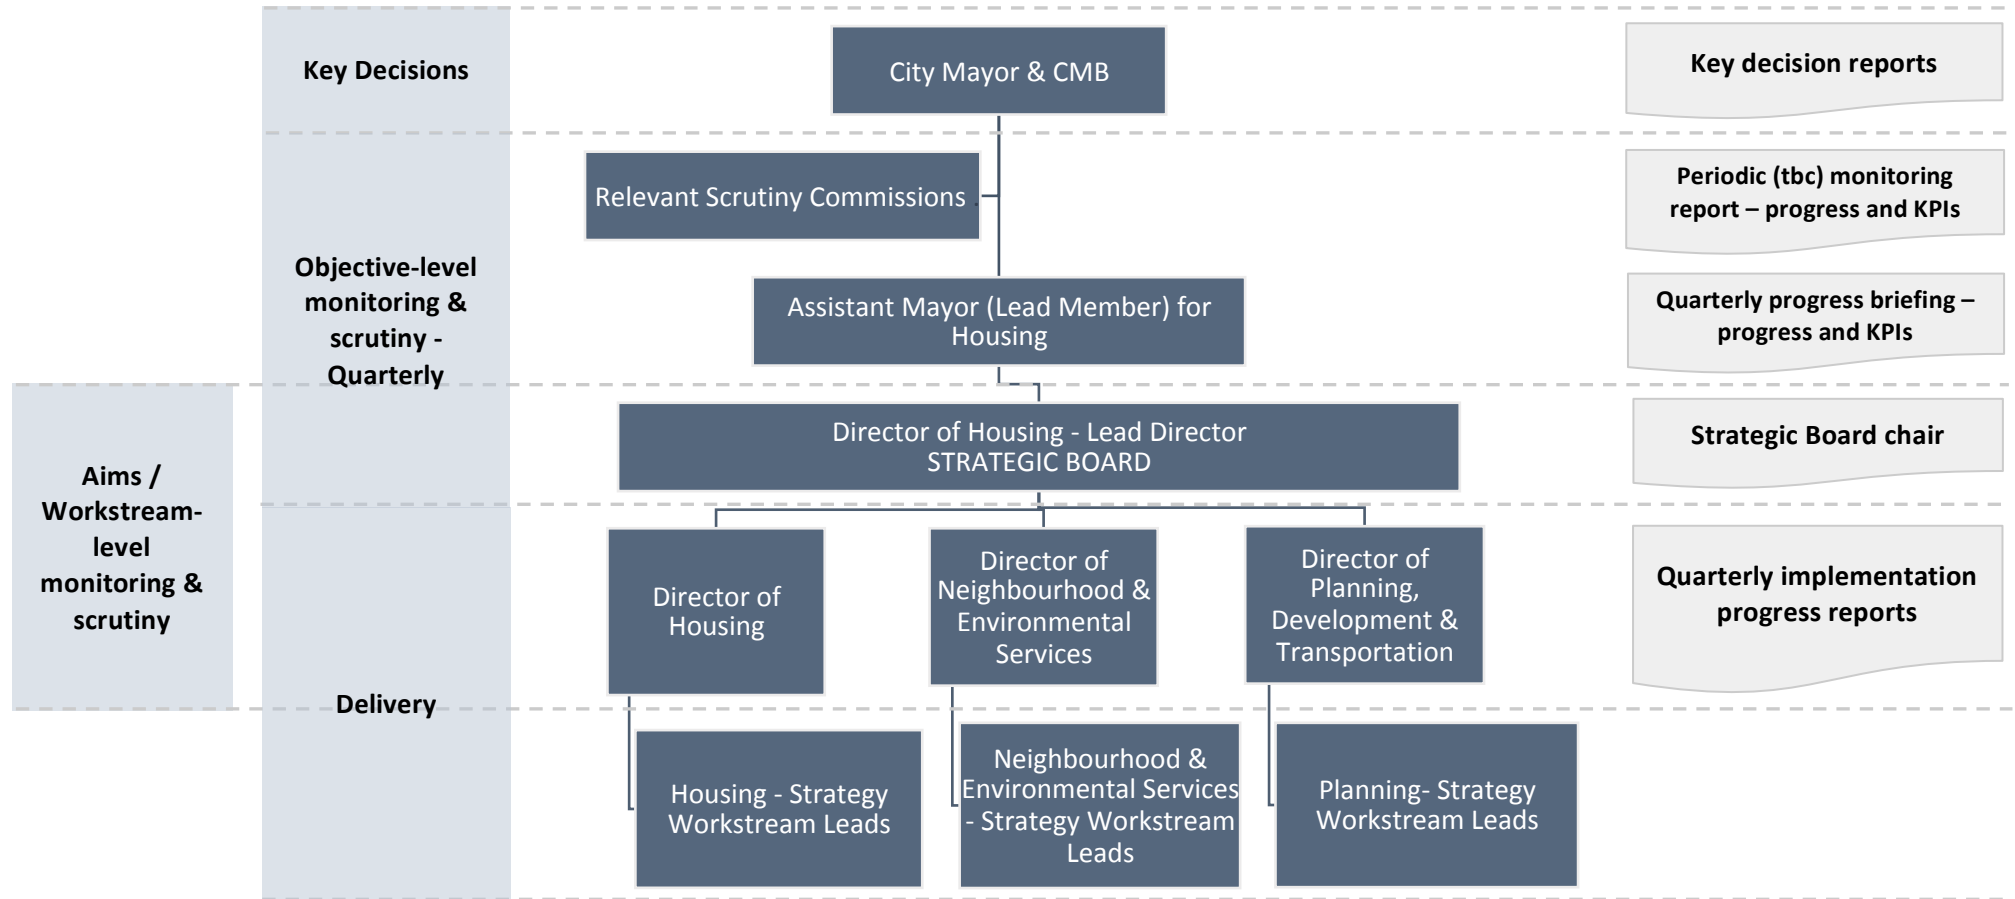 Key Decisions
City Mayor & CMB
Key decision reports
Relevant Scrutiny Commissions .
Periodic (tbc) monitoring
report – progress and KPIs
Objective-level
monitoring &
scrutiny -
Quarterly
Assistant Mayor (Lead Member) for
Housing
Quarterly progress briefing –
progress and KPIs
Director of Housing - Lead Director
STRATEGIC BOARD
Strategic Board chair
Aims /
Workstream-
level
monitoring &
scrutiny
Delivery
Director of
Housing
Director of
Neighbourhood &
Environmental
Services
Director of
Planning,
Development &
Transportation
Quarterly implementation
progress reports
Housing - Strategy
Workstream Leads
Neighbourhood &
Environmental Services
- Strategy Workstream
Leads
Planning- Strategy
Workstream Leads